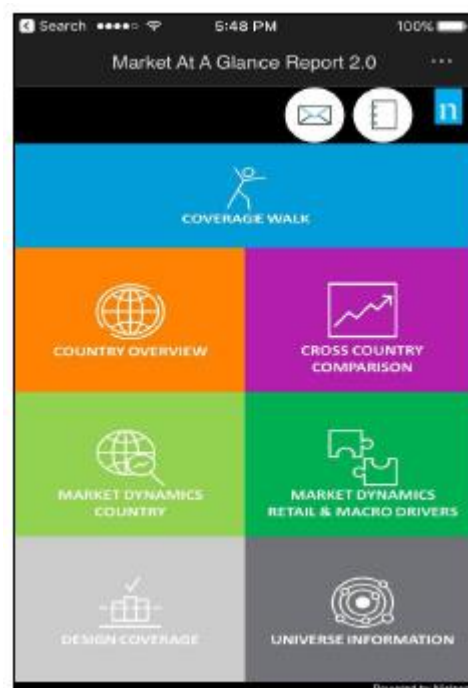 Search 5:48 PM 100%
Market At A Glance Report 2.0 ...
n
COVERAGE WALK
COUNTRY OVERVIEW
CROSS COUNTRY
COMPARISON
MARKET DYNAMICS
COUNTRY
MARKET DYNAMICS
RETAIL & MACRO DRIVERS
DESIGN COVERAGE
UNIVERSE INFORMATION